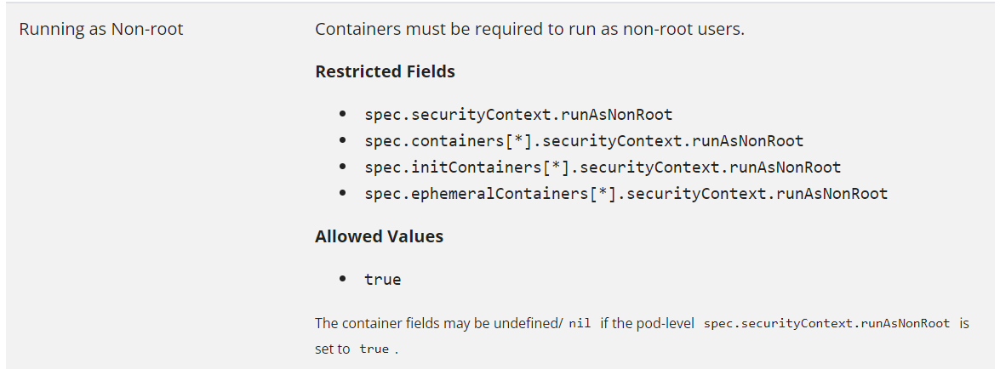 Running as Non-root
Containers must be required to run as non-root users.
Restricted Fields
• spec.securityContext.runAsNonRoot
• spec.containers[*].securityContext.runAsNonRoot
• spec.initContainers[*].securityContext.runAsNonRoot
• spec.ephemeralContainers[*].securityContext.runAsNonRoot
Allowed Values
• true
The container fields may be undefined/ nil if the pod-level spec.securityContext.runAsNonRoot is
set to true .